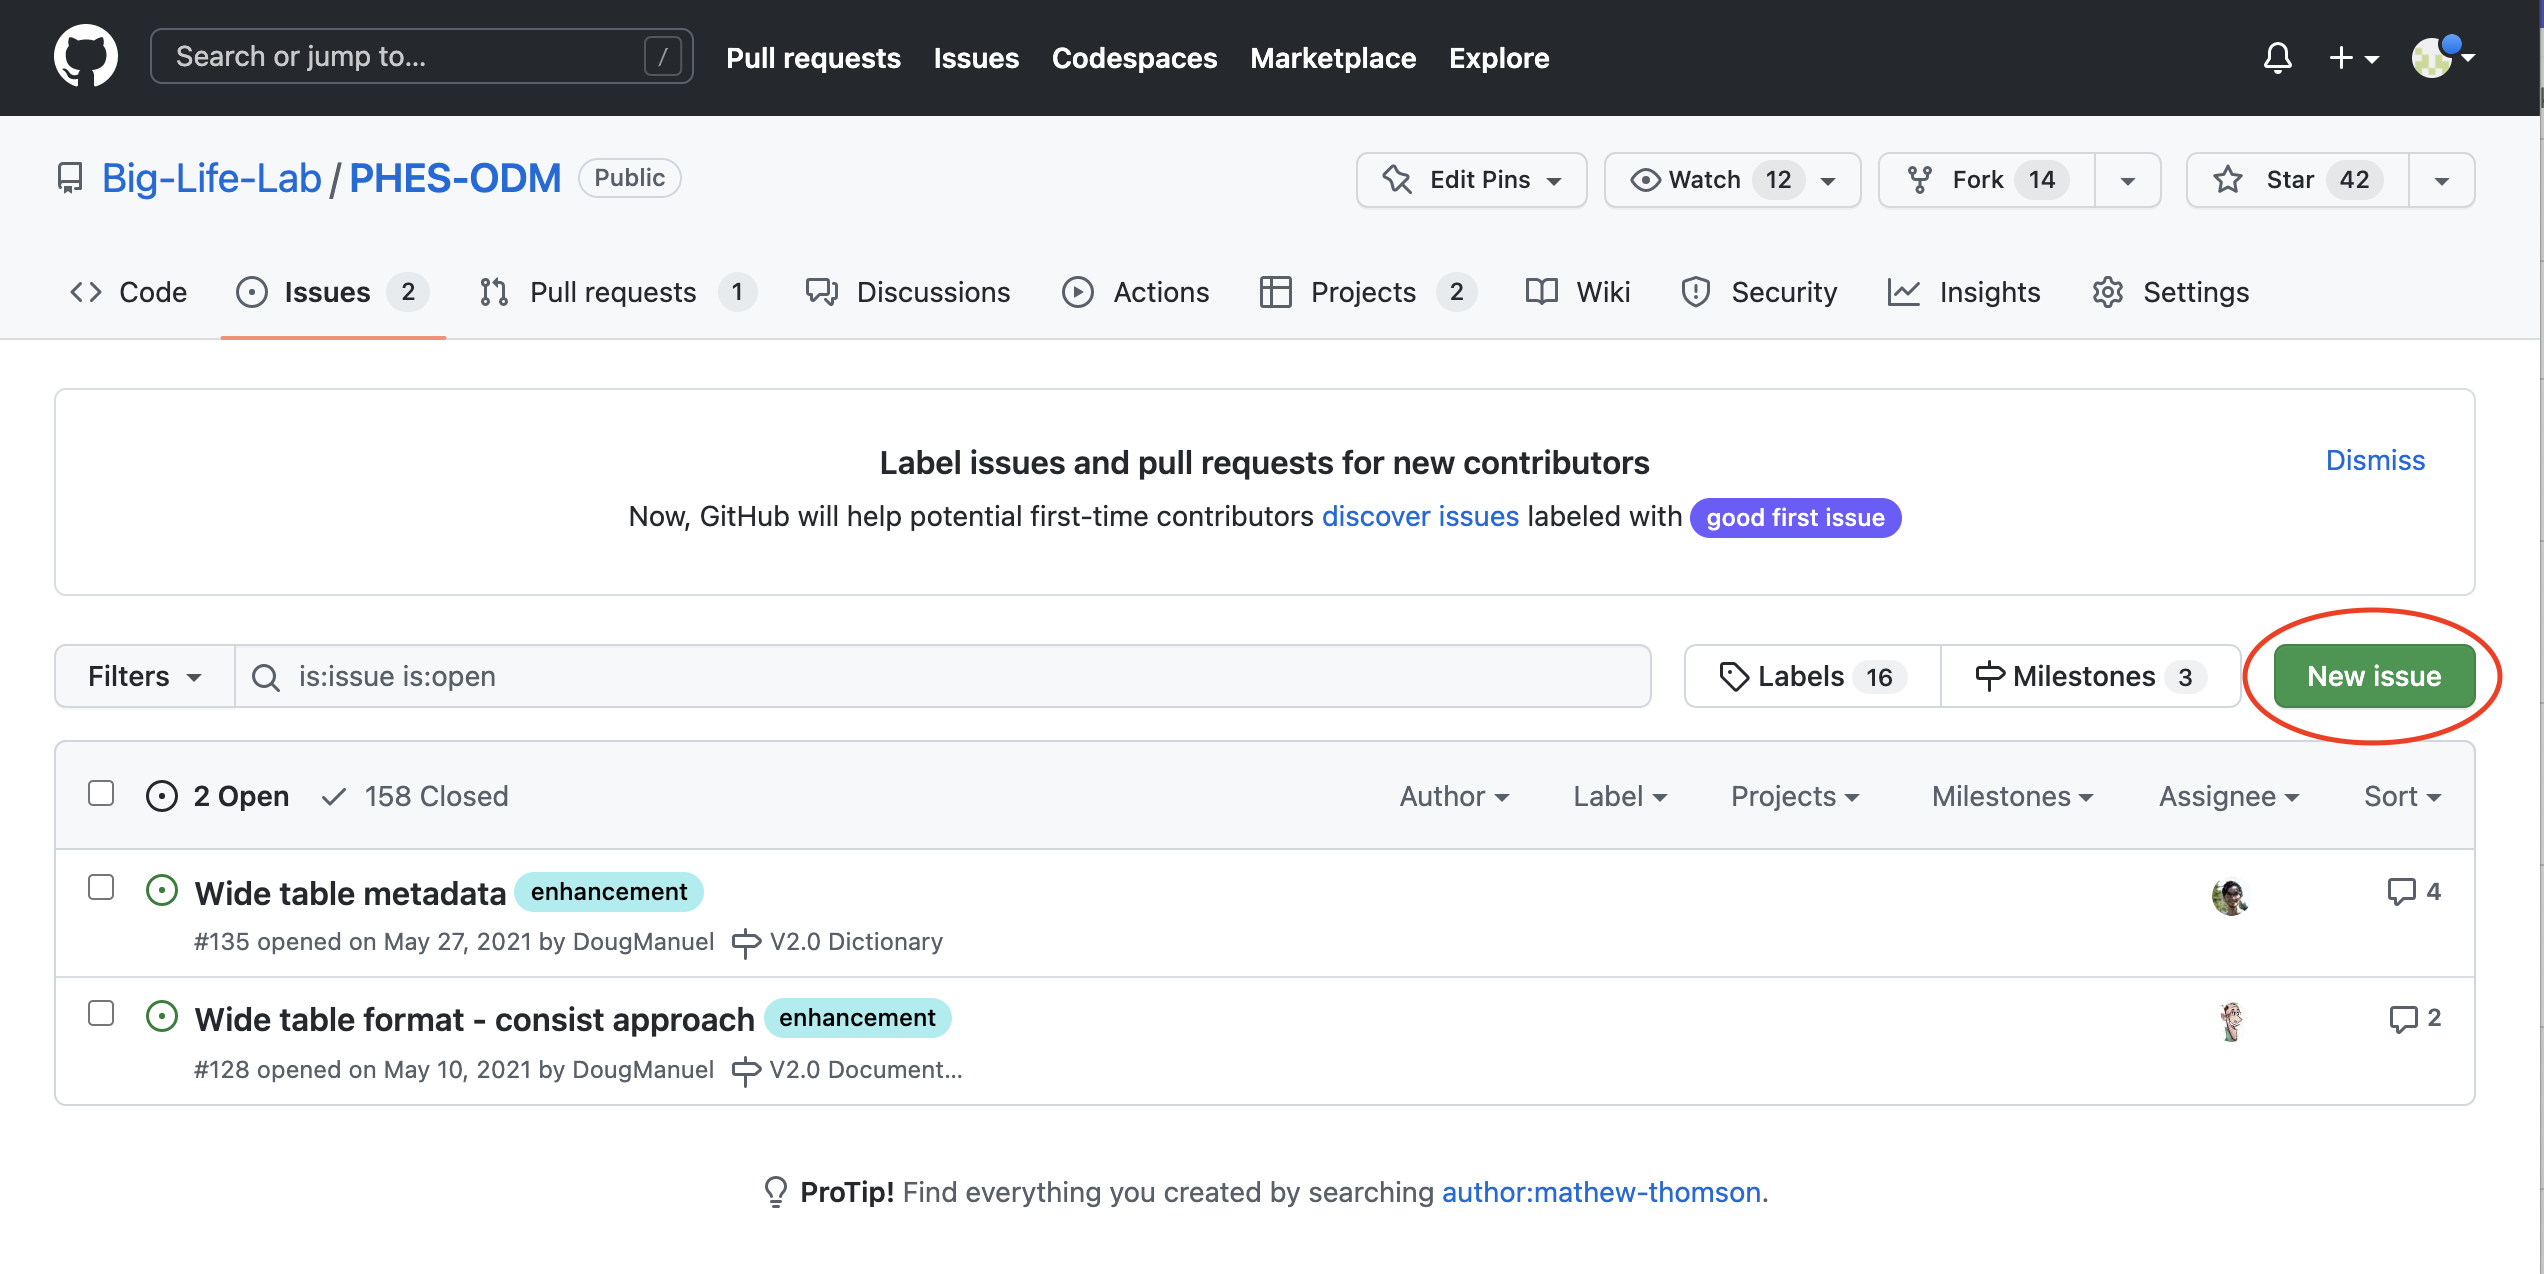 Search or jump to... / Pull requests Issues Codespaces Marketplace Explore
Big-Life-Lab / PHES-ODM Public Edit Pins Watch 12 Fork 14 Star 42
Code Issues 2 Pull requests 1 Discussions Actions Projects 2 Wiki Security Insights Settings
Label issues and pull requests for new contributors
Dismiss
Now, GitHub will help potential first-time contributors discover issues labeled with good first issue
Filters is:issue is:open Labels 16 Milestones 3 New issue
2 Open 158 Closed Author Label Projects Milestones Assignee Sort
Wide table metadata enhancement 4
#135 opened on May 27, 2021 by DougManuel V2.0 Dictionary
Wide table format - consist approach enhancement 2
#128 opened on May 10, 2021 by DougManuel V2.0 Document...
ProTip! Find everything you created by searching author:mathew-thomson.